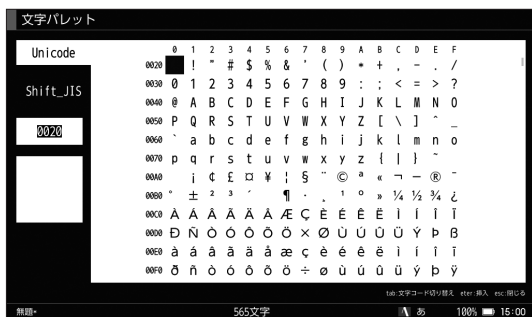 文字パレット
Unicode
Shift_JIS
0020
0 1 2 3 4 5 6 7 8 9 A B C D E F
0020 ! " # $ % & ' ( ) * + , - . /
0030 0 1 2 3 4 5 6 7 8 9 : ; < = > ?
0040 @ A B C D E F G H I J K L M N O
0050 P Q R S T U V W X Y Z [ \ ] ^ _
0060 ` a b c d e f g h i j k l m n o
0070 p q r s t u v w x y z { | } ~
00A0 ¡ ¢ £ ¤ ¥ ¦ § ¨ © ª « ¬ – ® ¯
00B0 ° ± ² ³ ´ ¶ · ¸ ¹ º » ¼ ½ ¾ ¿
00C0 À Á Â Ã Ä Å Æ Ç È É Ê Ë Ì Í Î Ï
00D0 Ð Ñ Ò Ó Ô Õ Ö × Ø Ù Ú Û Ü Ý Þ ß
00E0 à á â ã ä å æ ç è é ê ë ì í î ï
00F0 ð ñ ò ó ô õ ö ÷ ø ù ú û ü ý þ ÿ
tab:文字コード切り替え eter:挿入 esc:閉じる
無題* 565文字 あ 100% 15:00